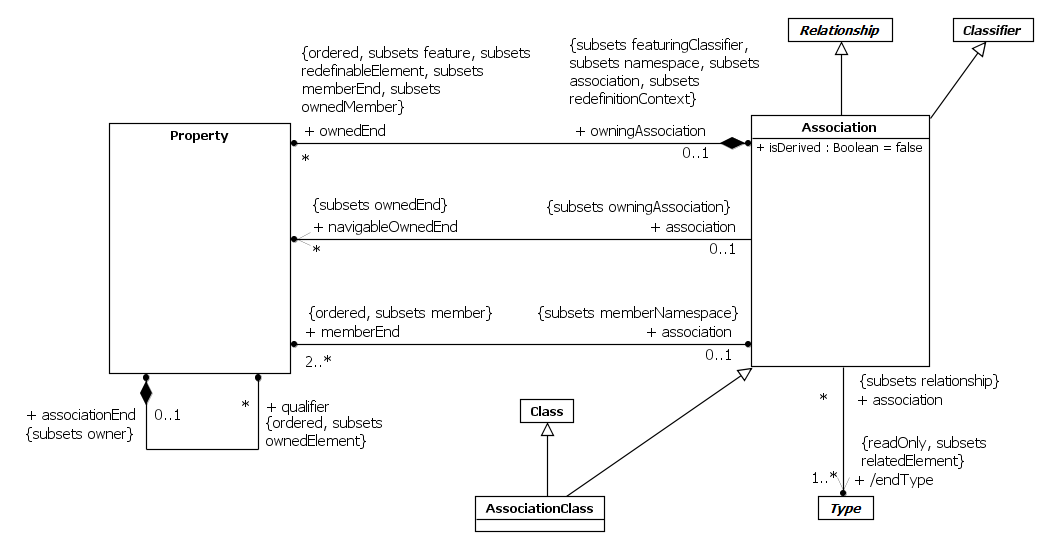 Relationship
Classifier
{ordered, subsets feature, subsets
redefinableElement, subsets
memberEnd, subsets
ownedMember}
+ ownedEnd
*
{subsets featuringClassifier,
subsets namespace, subsets
association, subsets
redefinitionContext}
+ owningAssociation
0..1
Property
Association
+ isDerived : Boolean = false
{subsets ownedEnd}
+ navigableOwnedEnd
*
{subsets owningAssociation}
+ association
0..1
{ordered, subsets member}
+ memberEnd
2..*
{subsets memberNamespace}
+ association
0..1
+ associationEnd
{subsets owner}
0..1
*
+ qualifier
{ordered, subsets
ownedElement}
Class
AssociationClass
{subsets relationship}
+ association
*
{readOnly, subsets
relatedElement}
+ /endType
1..*
Type